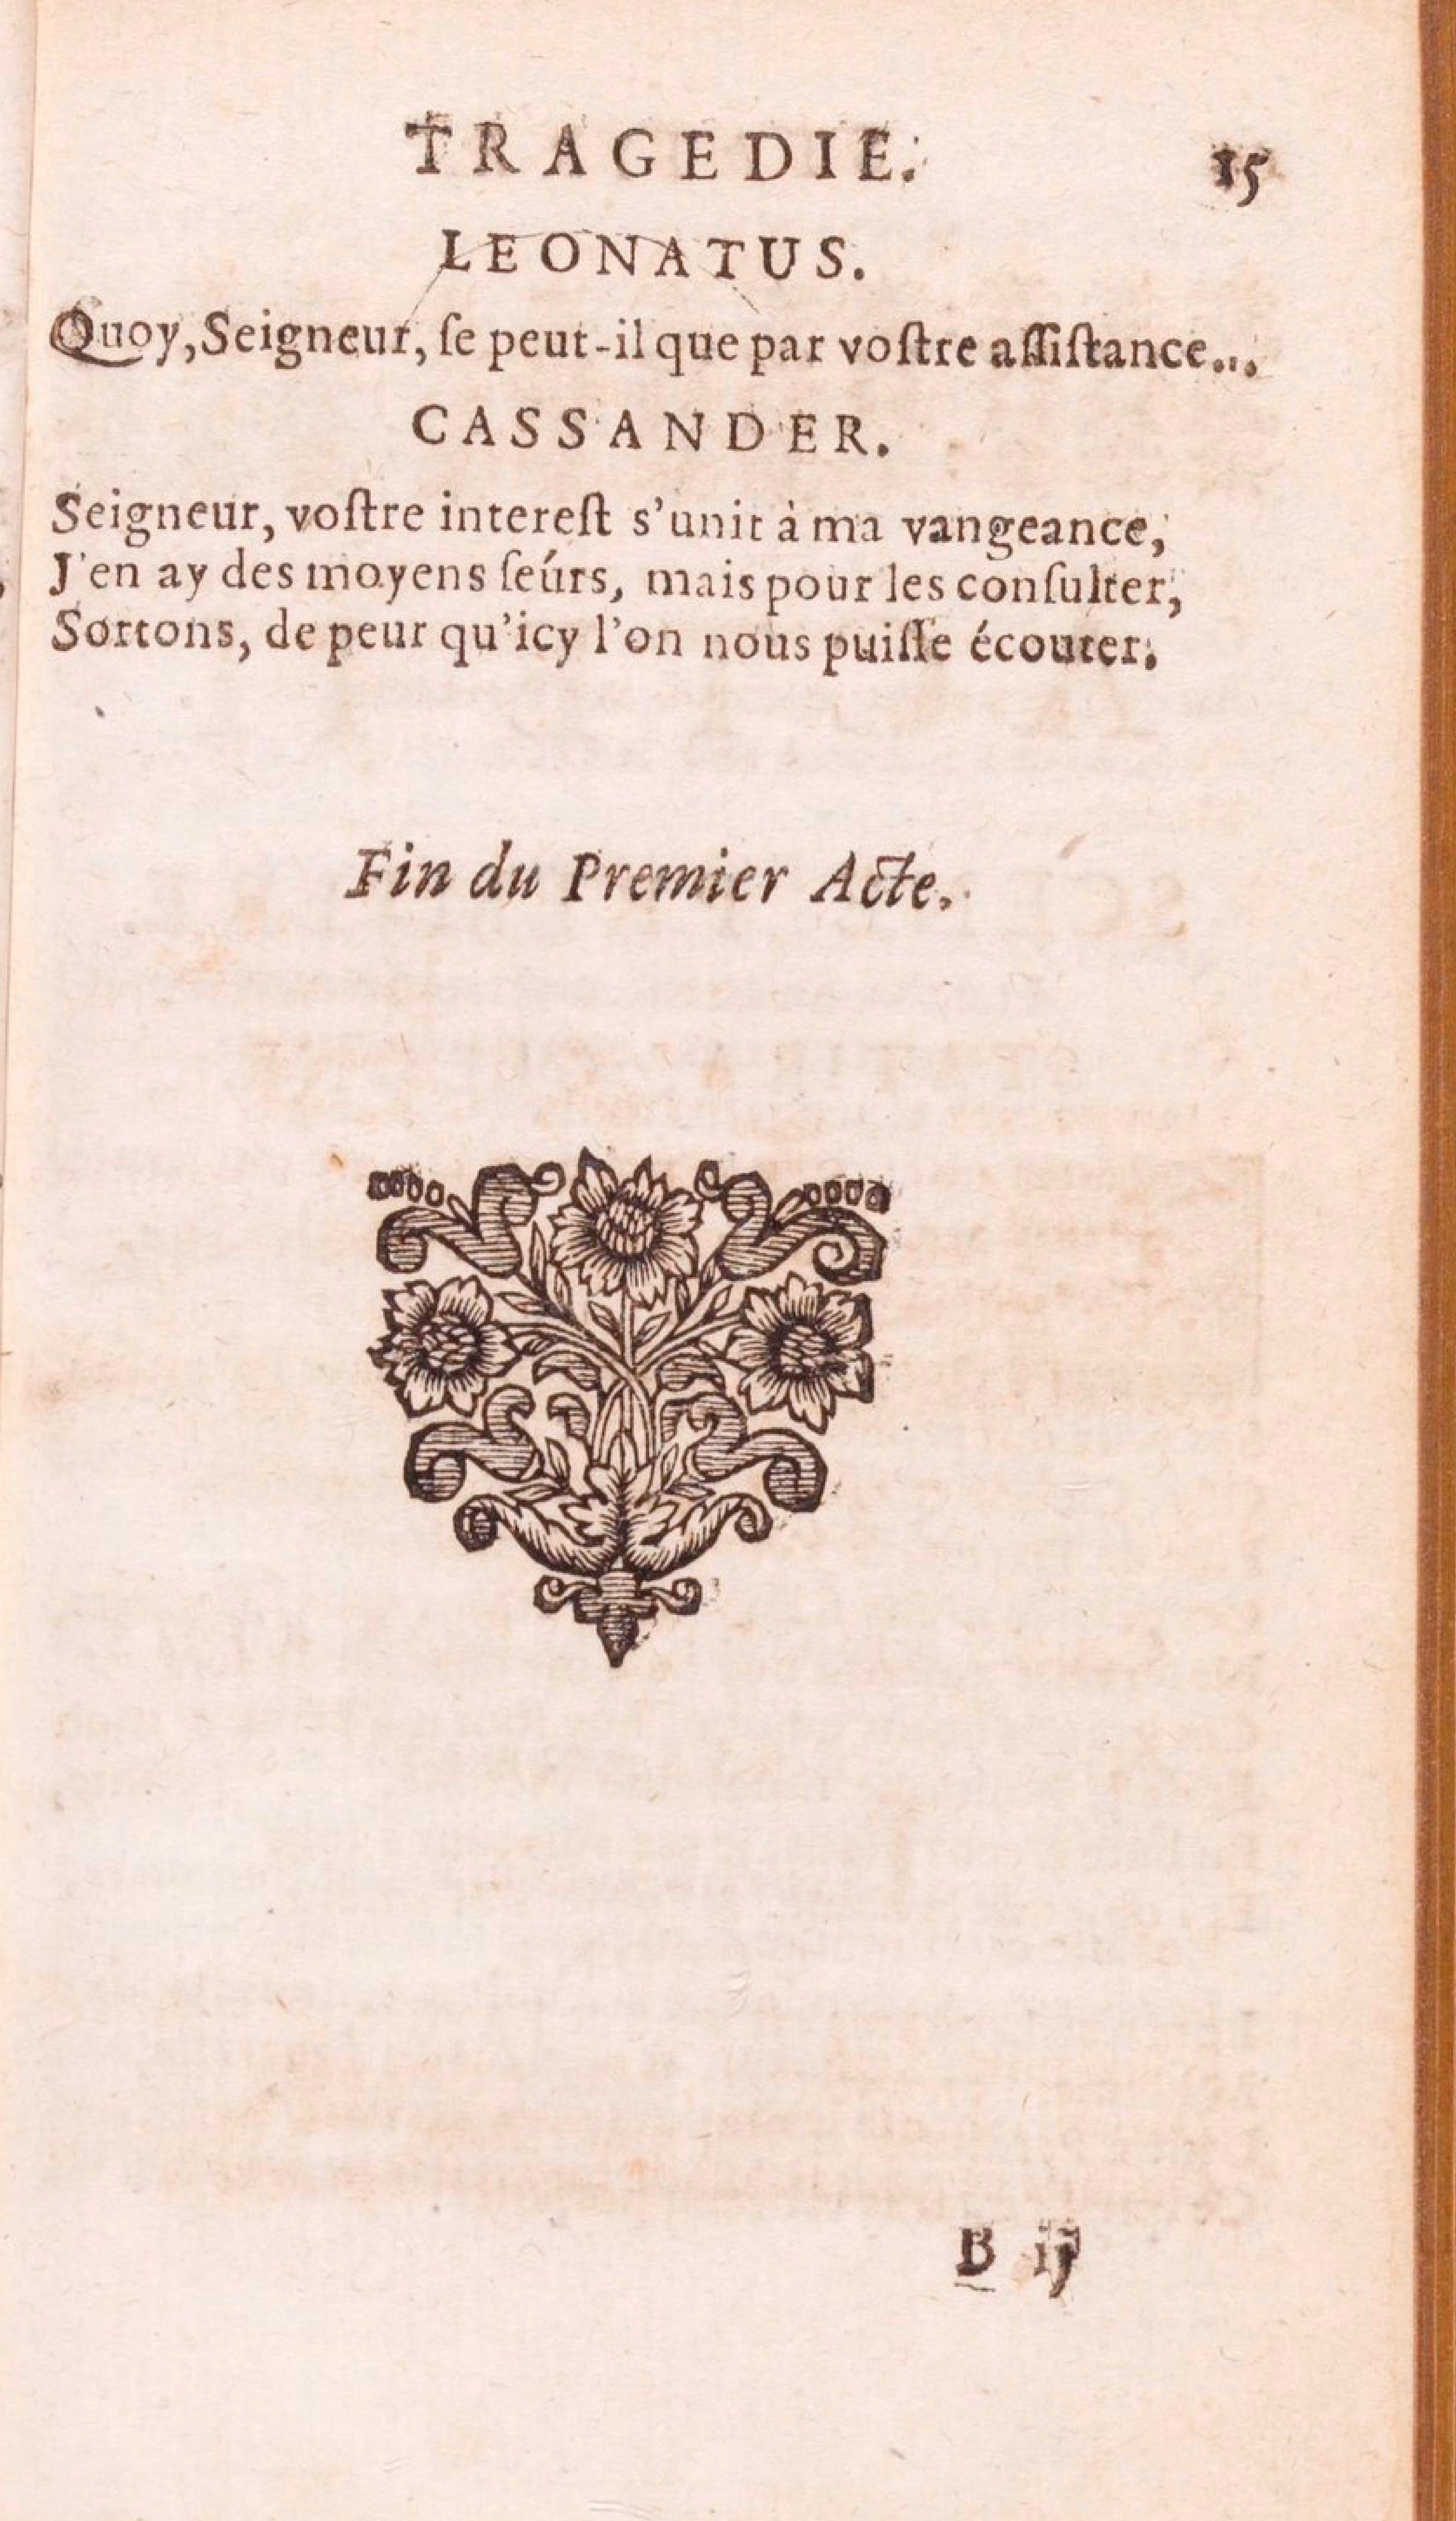 TRAGEDIE. 15
LEONATUS.
Quoy, Seigneur, ſe peut-il que par voſtre aſſiſtance...
CASSANDER.
Seigneur, voſtre intereſt s'unit à ma vangeance,
J'en ay des moyens ſeúrs, mais pour les conſulter,
Sortons, de peur qu'icy l'on nous puiſſe écouter.
Fin du Premier Acte.
B ij